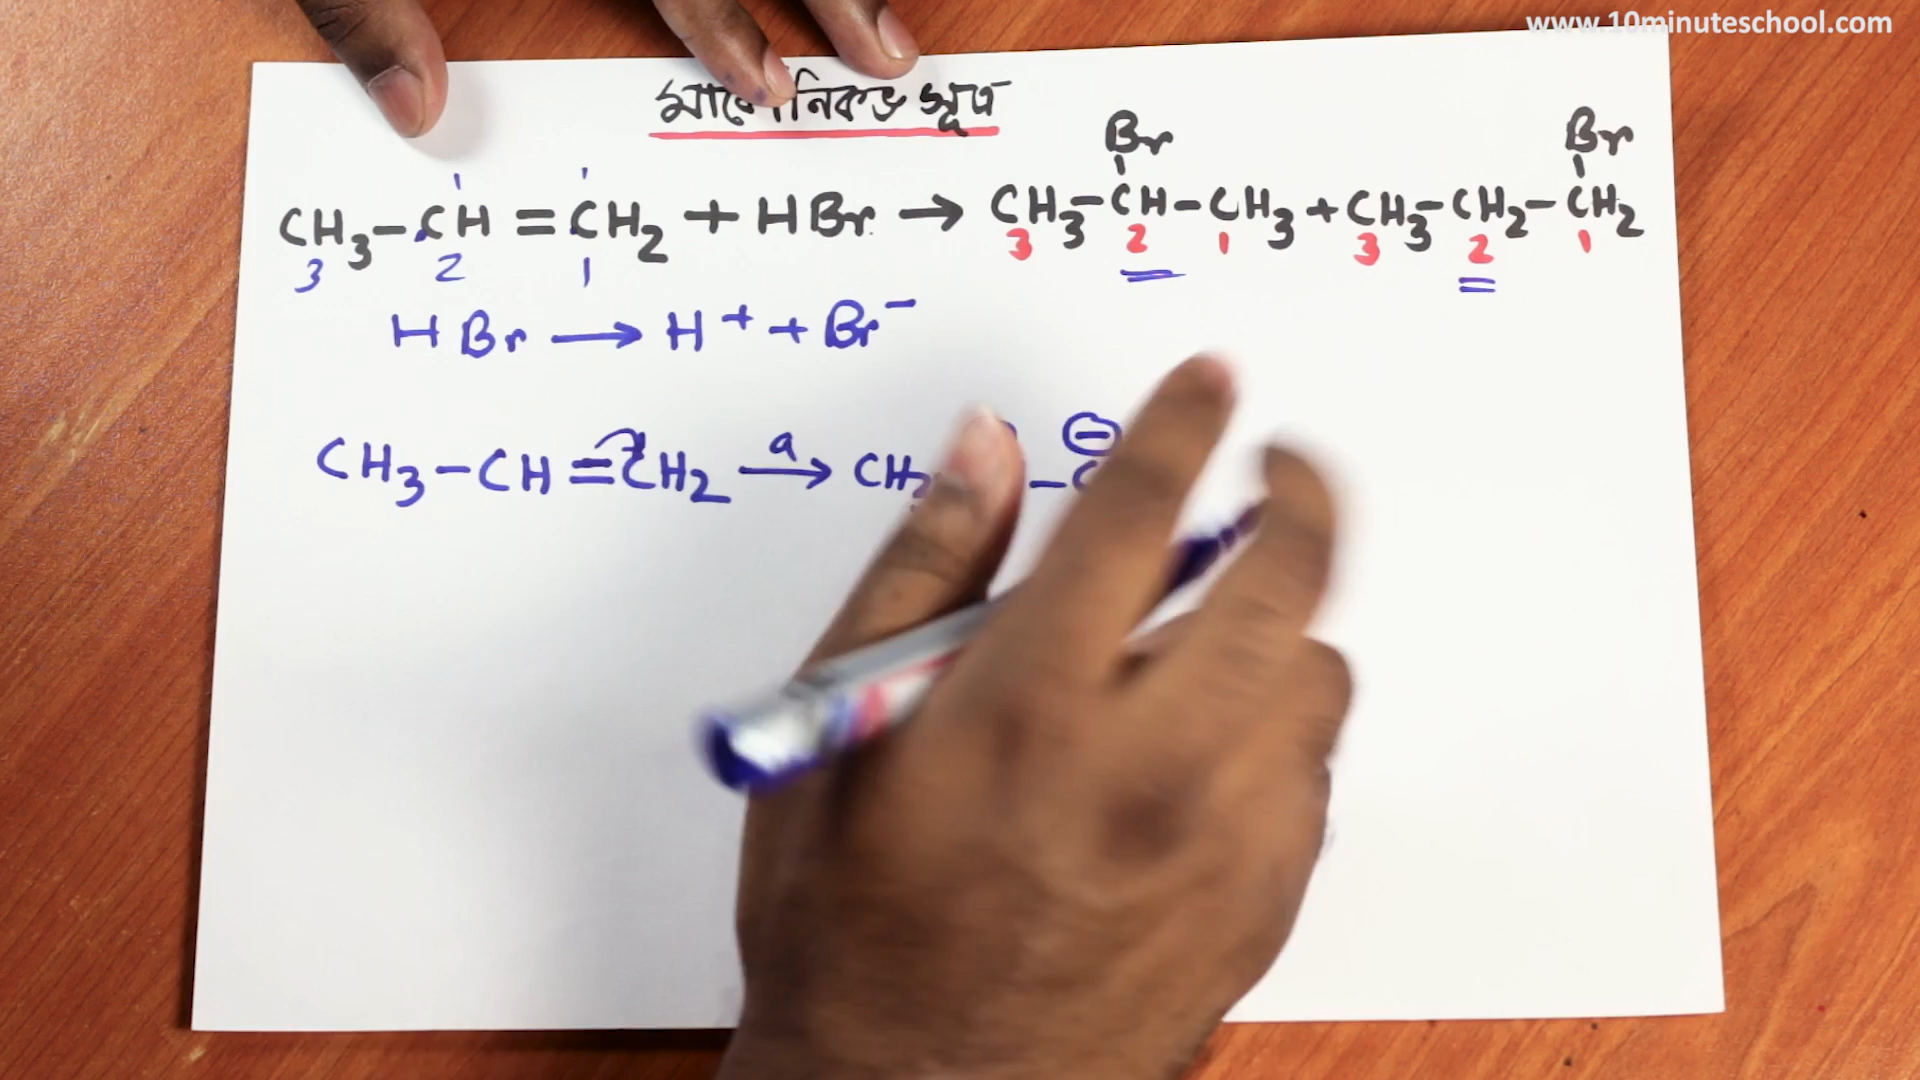 www.10minuteschool.com
সূত্র
Br Br
CH3-CH=CH2+HBr→CH3-CH-CH3+CH3-CH2-CH2
3 2 1 3 2 1 3 2 1
HBr→H⁺+Br⁻
CH3-CH=CH2 a→ CH ⊖